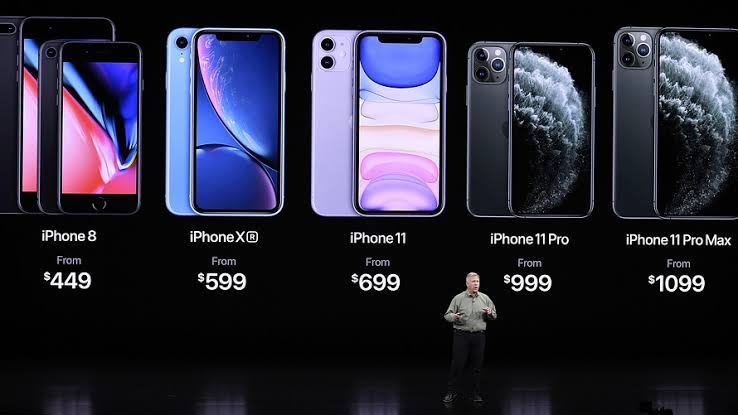 iPhone 8
From
$449
iPhone XR
From
$599
iPhone 11
From
$699
iPhone 11 Pro
From
$999
iPhone 11 Pro Max
From
$1099